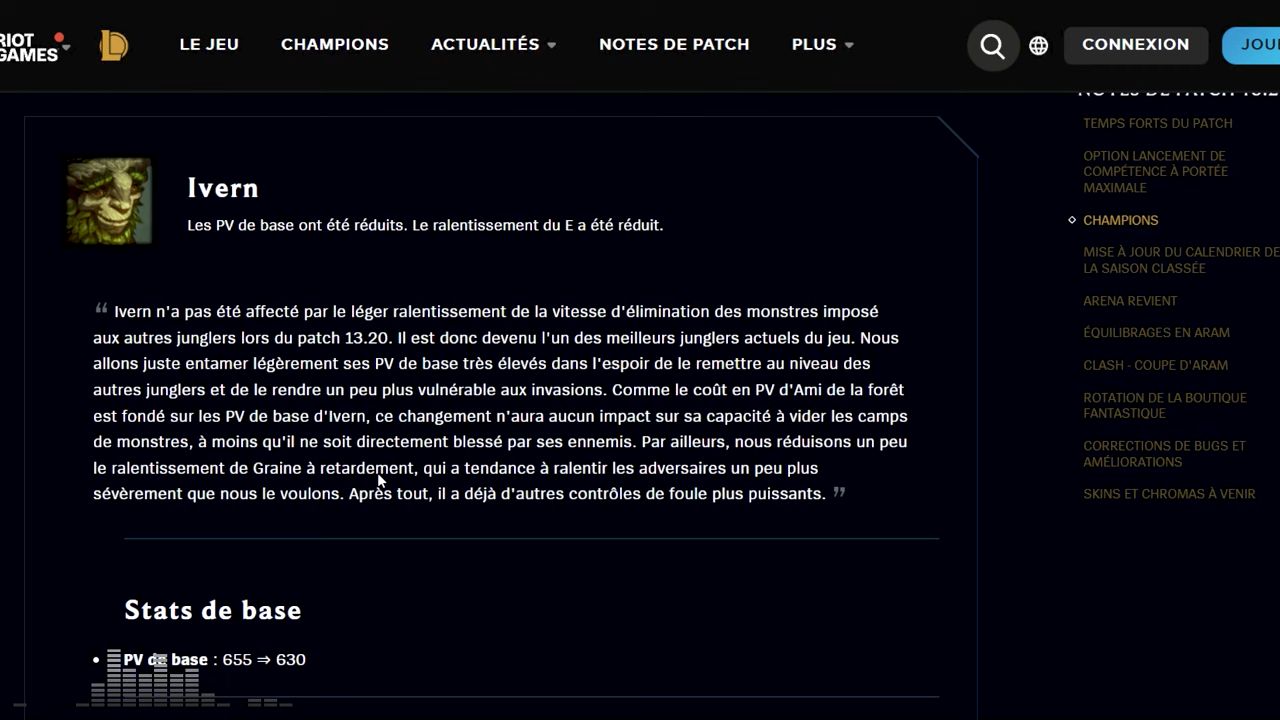 RIOT GAMES
LE JEU
CHAMPIONS
ACTUALITÉS
NOTES DE PATCH
PLUS
CONNEXION
Ivern
Les PV de base ont été réduits. Le ralentissement du E a été réduit.
“ Ivern n'a pas été affecté par le léger ralentissement de la vitesse d'élimination des monstres imposé
aux autres junglers lors du patch 13.20. Il est donc devenu l'un des meilleurs junglers actuels du jeu. Nous
allons juste entamer légèrement ses PV de base très élevés dans l'espoir de le remettre au niveau des
autres junglers et de le rendre un peu plus vulnérable aux invasions. Comme le coût en PV d'Ami de la forêt
est fondé sur les PV de base d'Ivern, ce changement n'aura aucun impact sur sa capacité à vider les camps
de monstres, à moins qu'il ne soit directement blessé par ses ennemis. Par ailleurs, nous réduisons un peu
le ralentissement de Graine à retardement, qui a tendance à ralentir les adversaires un peu plus
sévèrement que nous le voulons. Après tout, il a déjà d'autres contrôles de foule plus puissants. ”
Stats de base
• PV de base : 655 ⇒ 630
NOTES DE PATCH
TEMPS FORTS DU PATCH
OPTION LANCEMENT DE
COMPÉTENCE À PORTÉE
MAXIMALE
CHAMPIONS
MISE À JOUR DU CALENDRIER DE
LA SAISON CLASSÉE
ARENA REVIENT
ÉQUILIBRAGES EN ARAM
CLASH - COUPE D'ARAM
ROTATION DE LA BOUTIQUE
FANTASTIQUE
CORRECTIONS DE BUGS ET
AMÉLIORATIONS
SKINS ET CHROMAS À VENIR